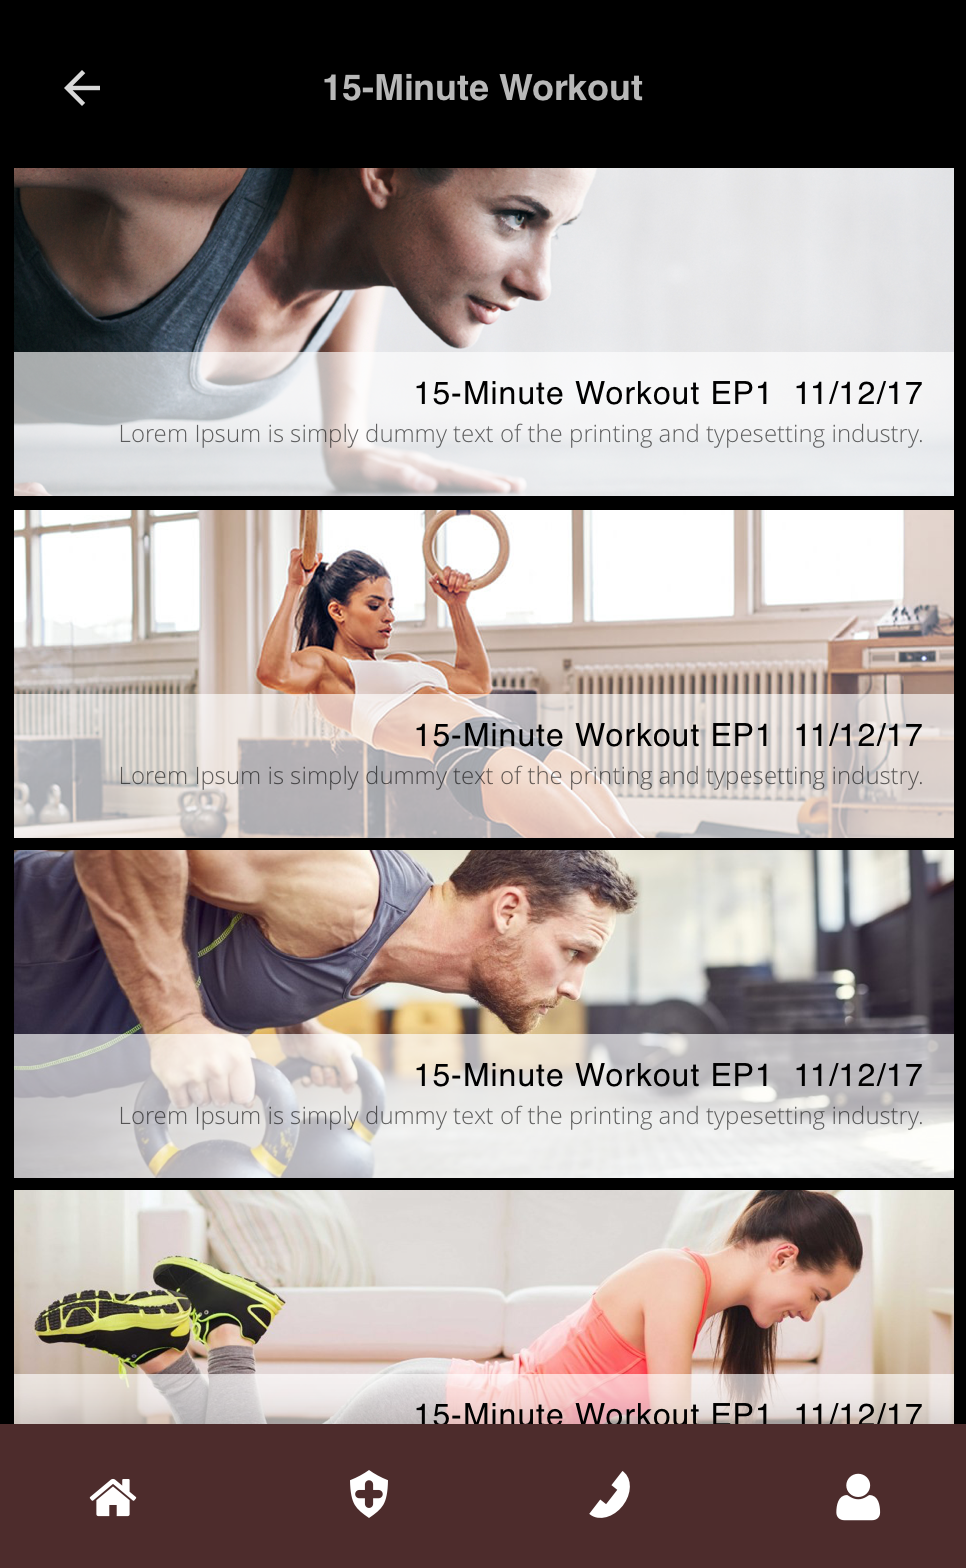 15-Minute Workout
15-Minute Workout EP1 11/12/17
Lorem Ipsum is simply dummy text of the printing and typesetting industry.
15-Minute Workout EP1 11/12/17
Lorem Ipsum is simply dummy text of the printing and typesetting industry.
15-Minute Workout EP1 11/12/17
Lorem Ipsum is simply dummy text of the printing and typesetting industry.
15-Minute Workout EP1 11/12/17